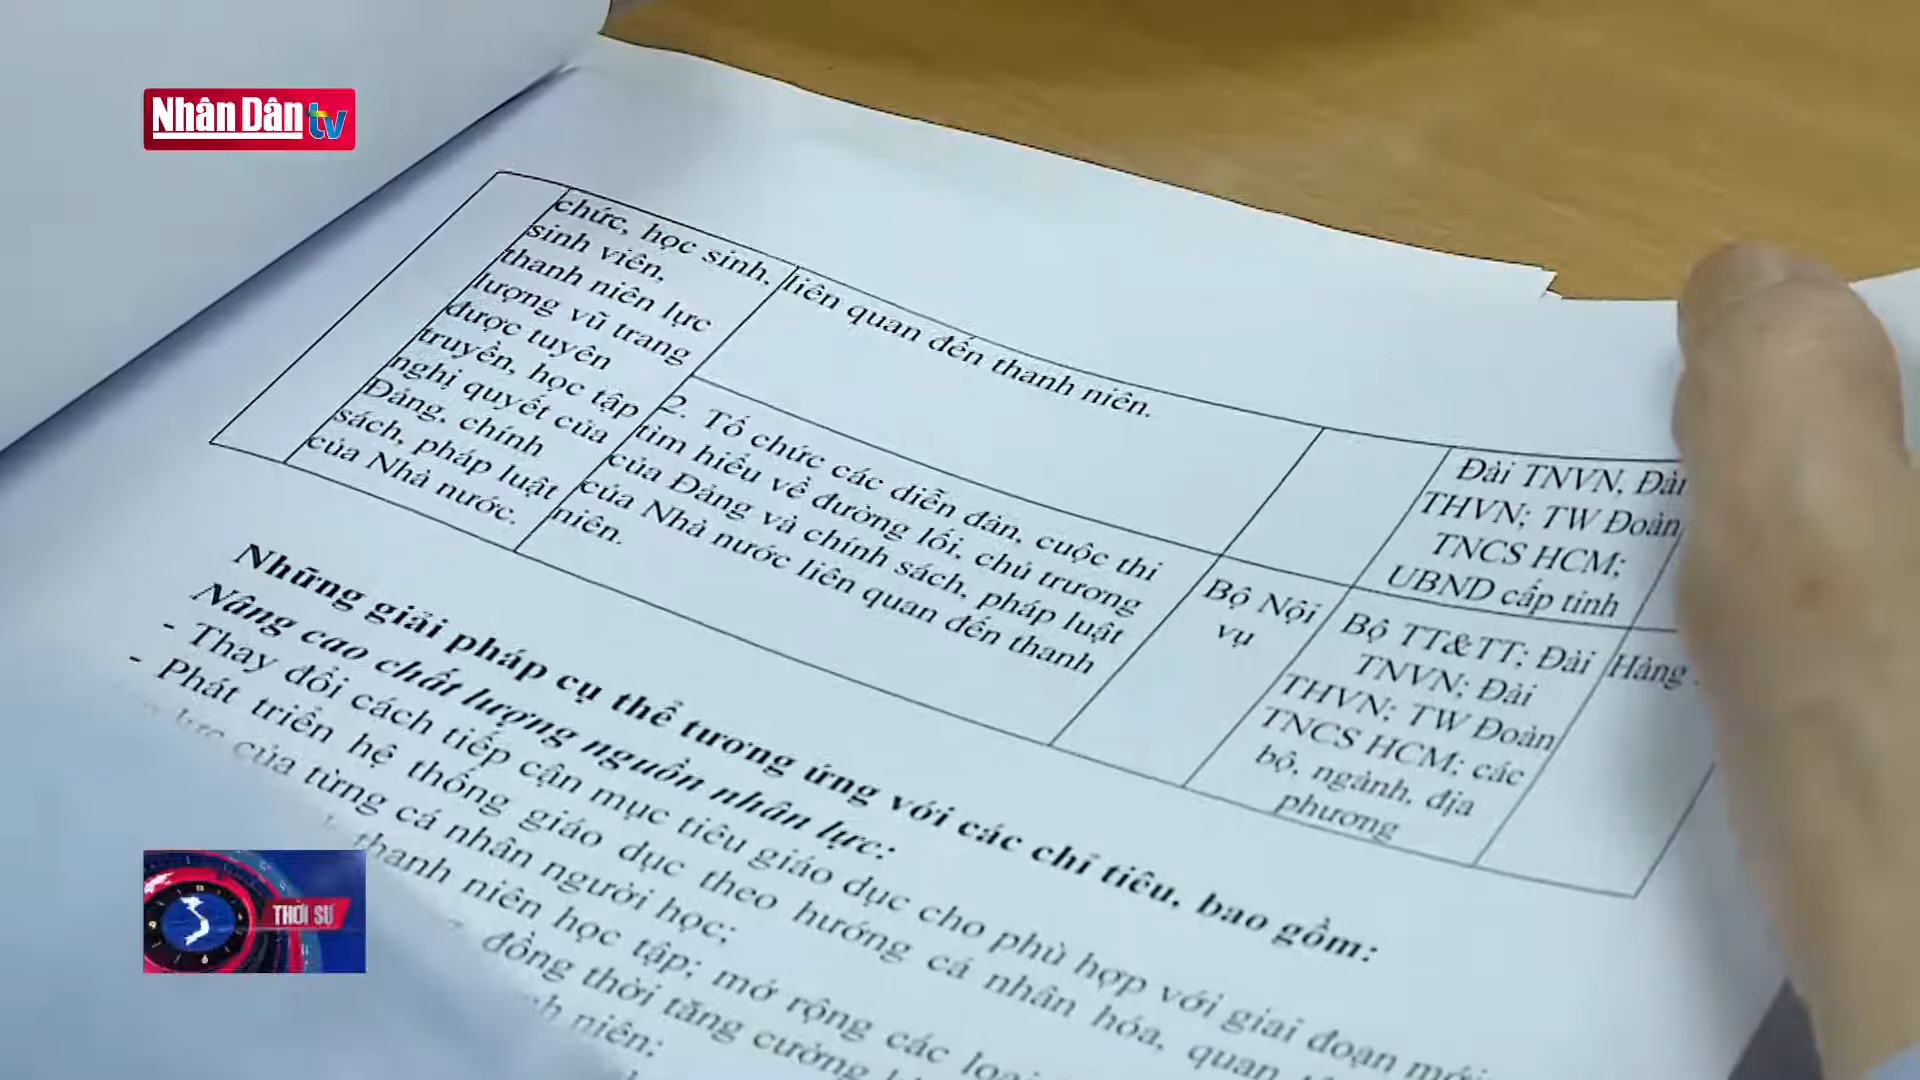 Nhân Dân tv
chức, học sinh,
sinh viên,
thanh niên lực
lượng vũ trang
được tuyên
truyền, học tập
nghị quyết của
Đảng, chính
sách, pháp luật
của Nhà nước.
liên quan đến thanh niên.
Đài TNVN, Đài
THVN; TW Đoàn
TNCS HCM;
UBND cấp tỉnh
2. Tổ chức các diễn đàn, cuộc thi
tìm hiểu về đường lối, chủ trương
của Đảng và chính sách, pháp luật
của Nhà nước liên quan đến thanh
niên.
Bộ Nội
vụ
Bộ TT&TT; Đài
TNVN; Đài
THVN; TW Đoàn
TNCS HCM; các
bộ, ngành, địa
phương
Hàng
Những giải pháp cụ thể tương ứng với các chỉ tiêu, bao gồm:
Nâng cao chất lượng nguồn nhân lực:
- Thay đổi cách tiếp cận mục tiêu giáo dục cho phù hợp với giai đoạn mới
- Phát triển hệ thống giáo dục theo hướng cá nhân hóa, quan
lực của từng cá nhân người học;
thanh niên học tập; mở rộng các loại
đồng thời tăng cường
niên;
THỜI SỰ